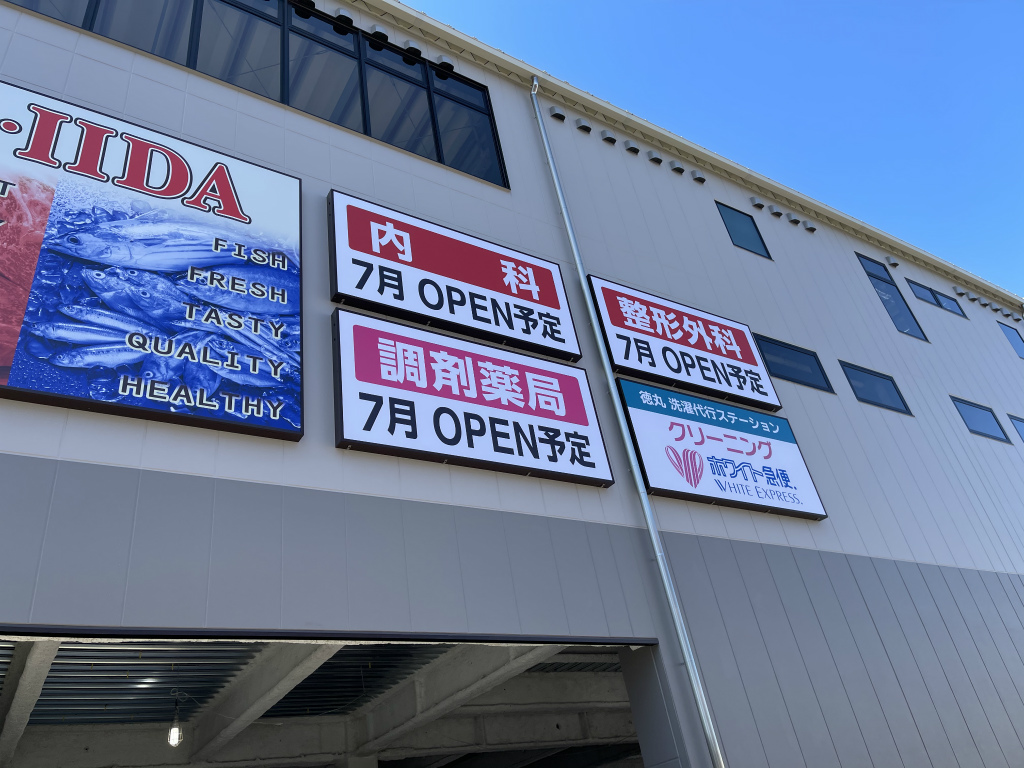 ・IIDA
FISH
FRESH
TASTY
QUALITY
HEALTHY
内科
7月 OPEN予定
調剤薬局
7月 OPEN予定
整形外科
7月 OPEN予定
徳丸 洗濯代行ステーション
クリーニング
ホワイト急便.
WHITE EXPRESS.